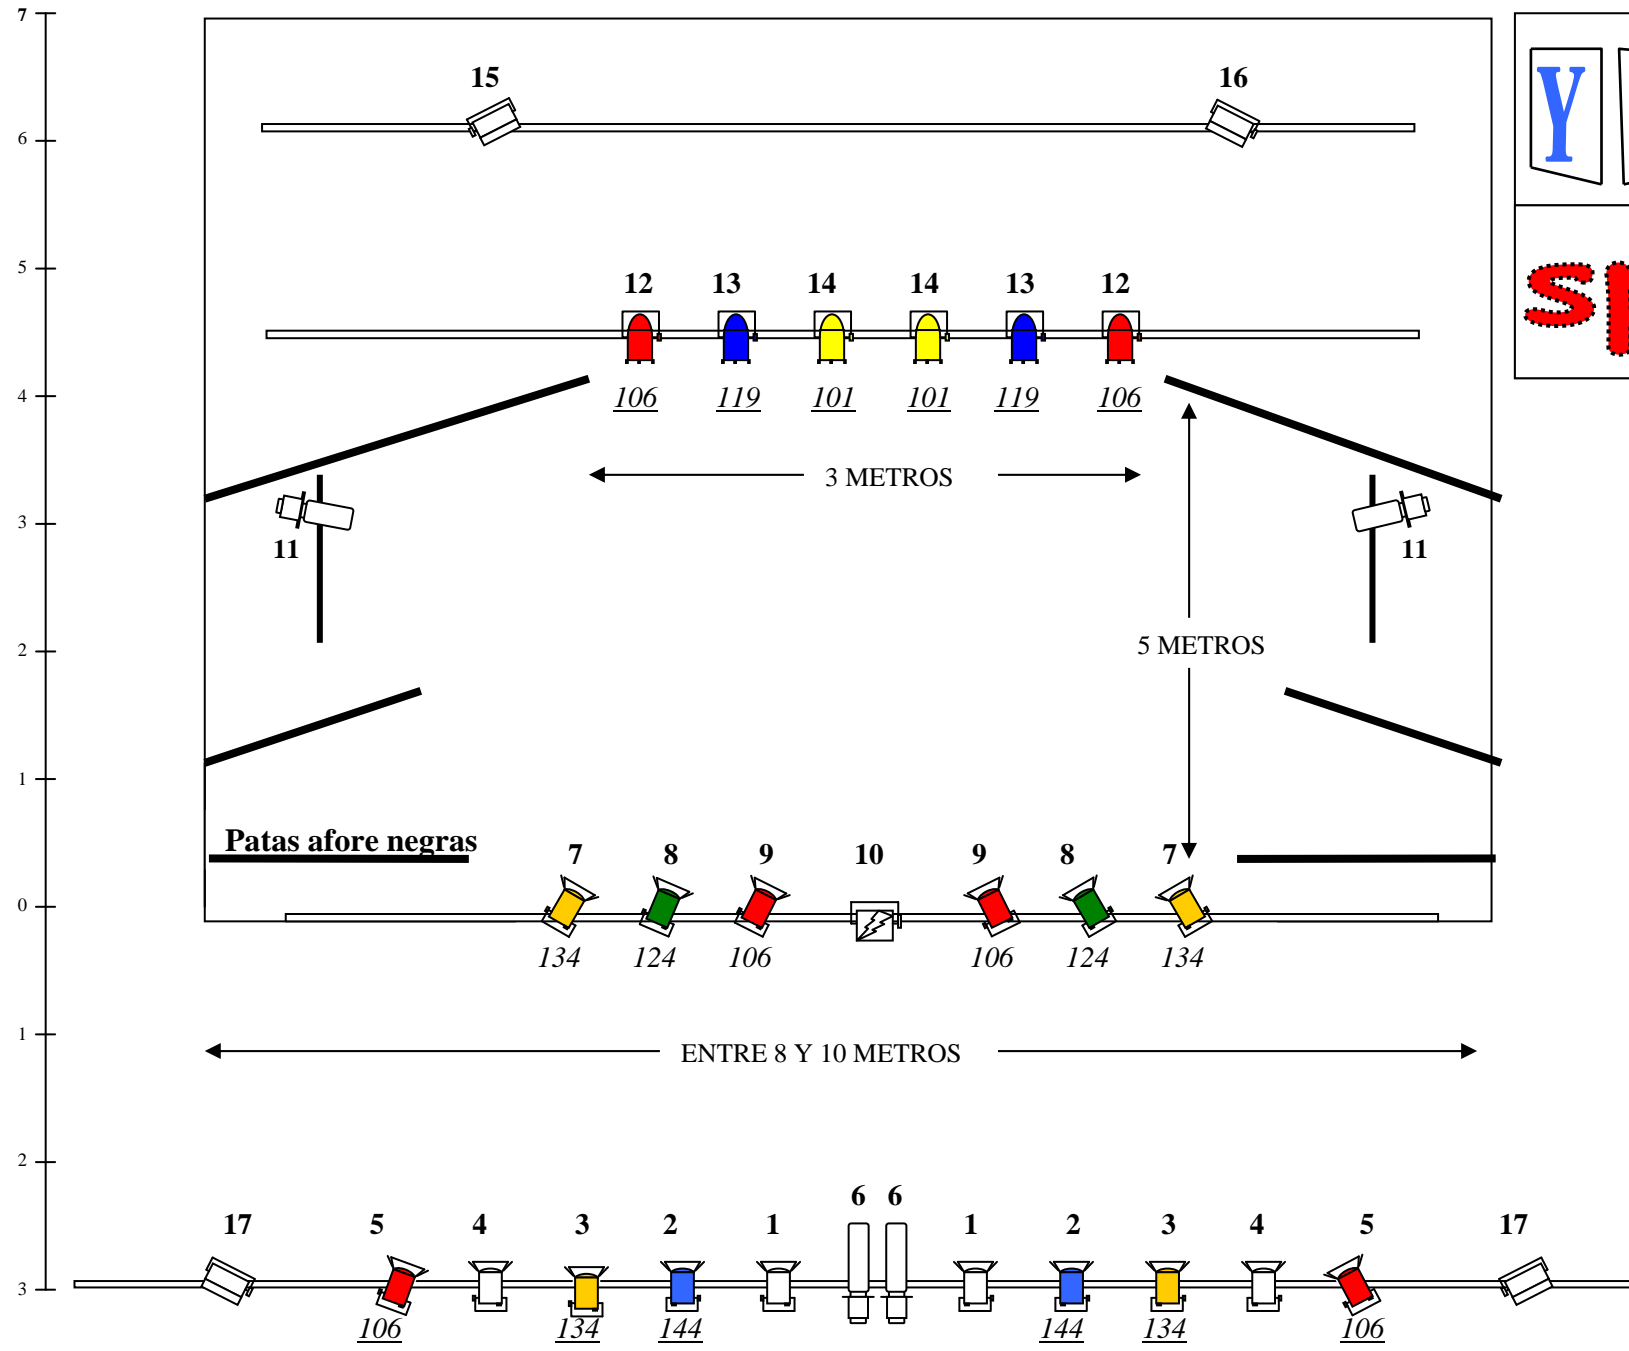 7
15 16
6
Y
5
12 13 14 14 13 12
4
106 119 101 101 119 106
3 METROS
3
11 11
2
5 METROS
1
Patas afore negras
7 8 9 10 9 8 7
0
134 124 106 106 124 134
1
ENTRE 8 Y 10 METROS
2
6 6
17 5 4 3 2 1 1 2 3 4 5 17
3
106 134 144 144 134 106